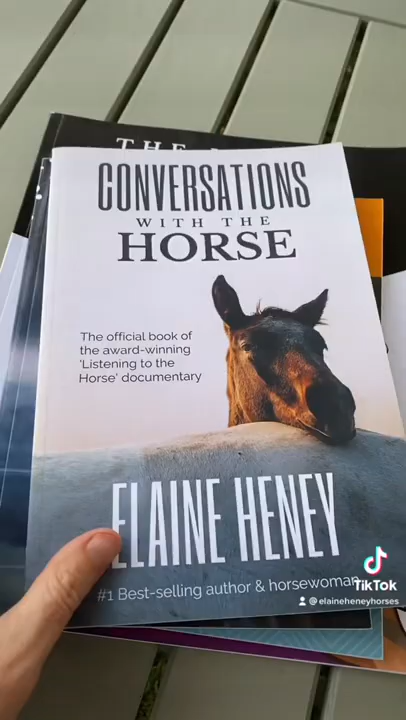 THE
CONVERSATIONS
WITH THE
HORSE
The official book of
the award-winning
'Listening to the
Horse' documentary
ELAINE HENEY
#1 Best-selling author & horsewoman
TikTok
@elaineheneyhorses